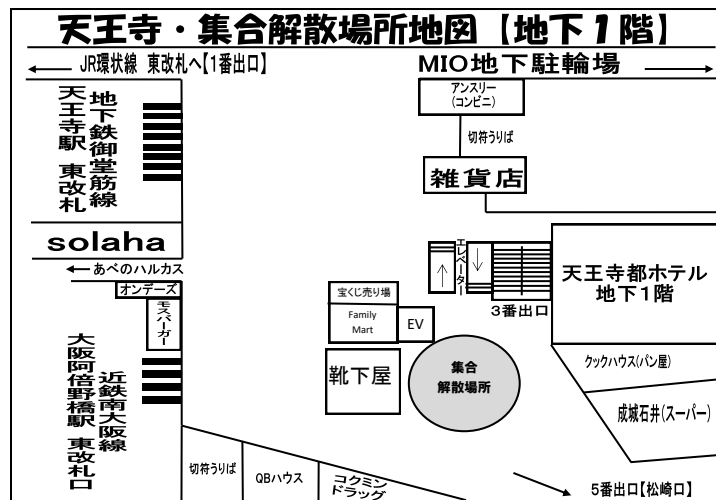 天王寺・集合解散場所地図【地下1階】
JR環状線 東改札へ【1番出口】
MIO地下駐輪場
アンスリー
(コンビニ)
切符うりば
雑貨店
地下鉄御堂筋線
天王寺駅 東改札
solaha
あべのハルカス
オンデーズ
モスバーガー
近鉄南大阪線
大阪阿倍野橋駅 東改札口
エレベーター
3番出口
天王寺都ホテル
地下1階
宝くじ売り場
Family
Mart
EV
靴下屋
集合
解散場所
クックハウス(パン屋)
成城石井(スーパー)
切符うりば
QBハウス
コクミン
ドラッグ
5番出口【松崎口】